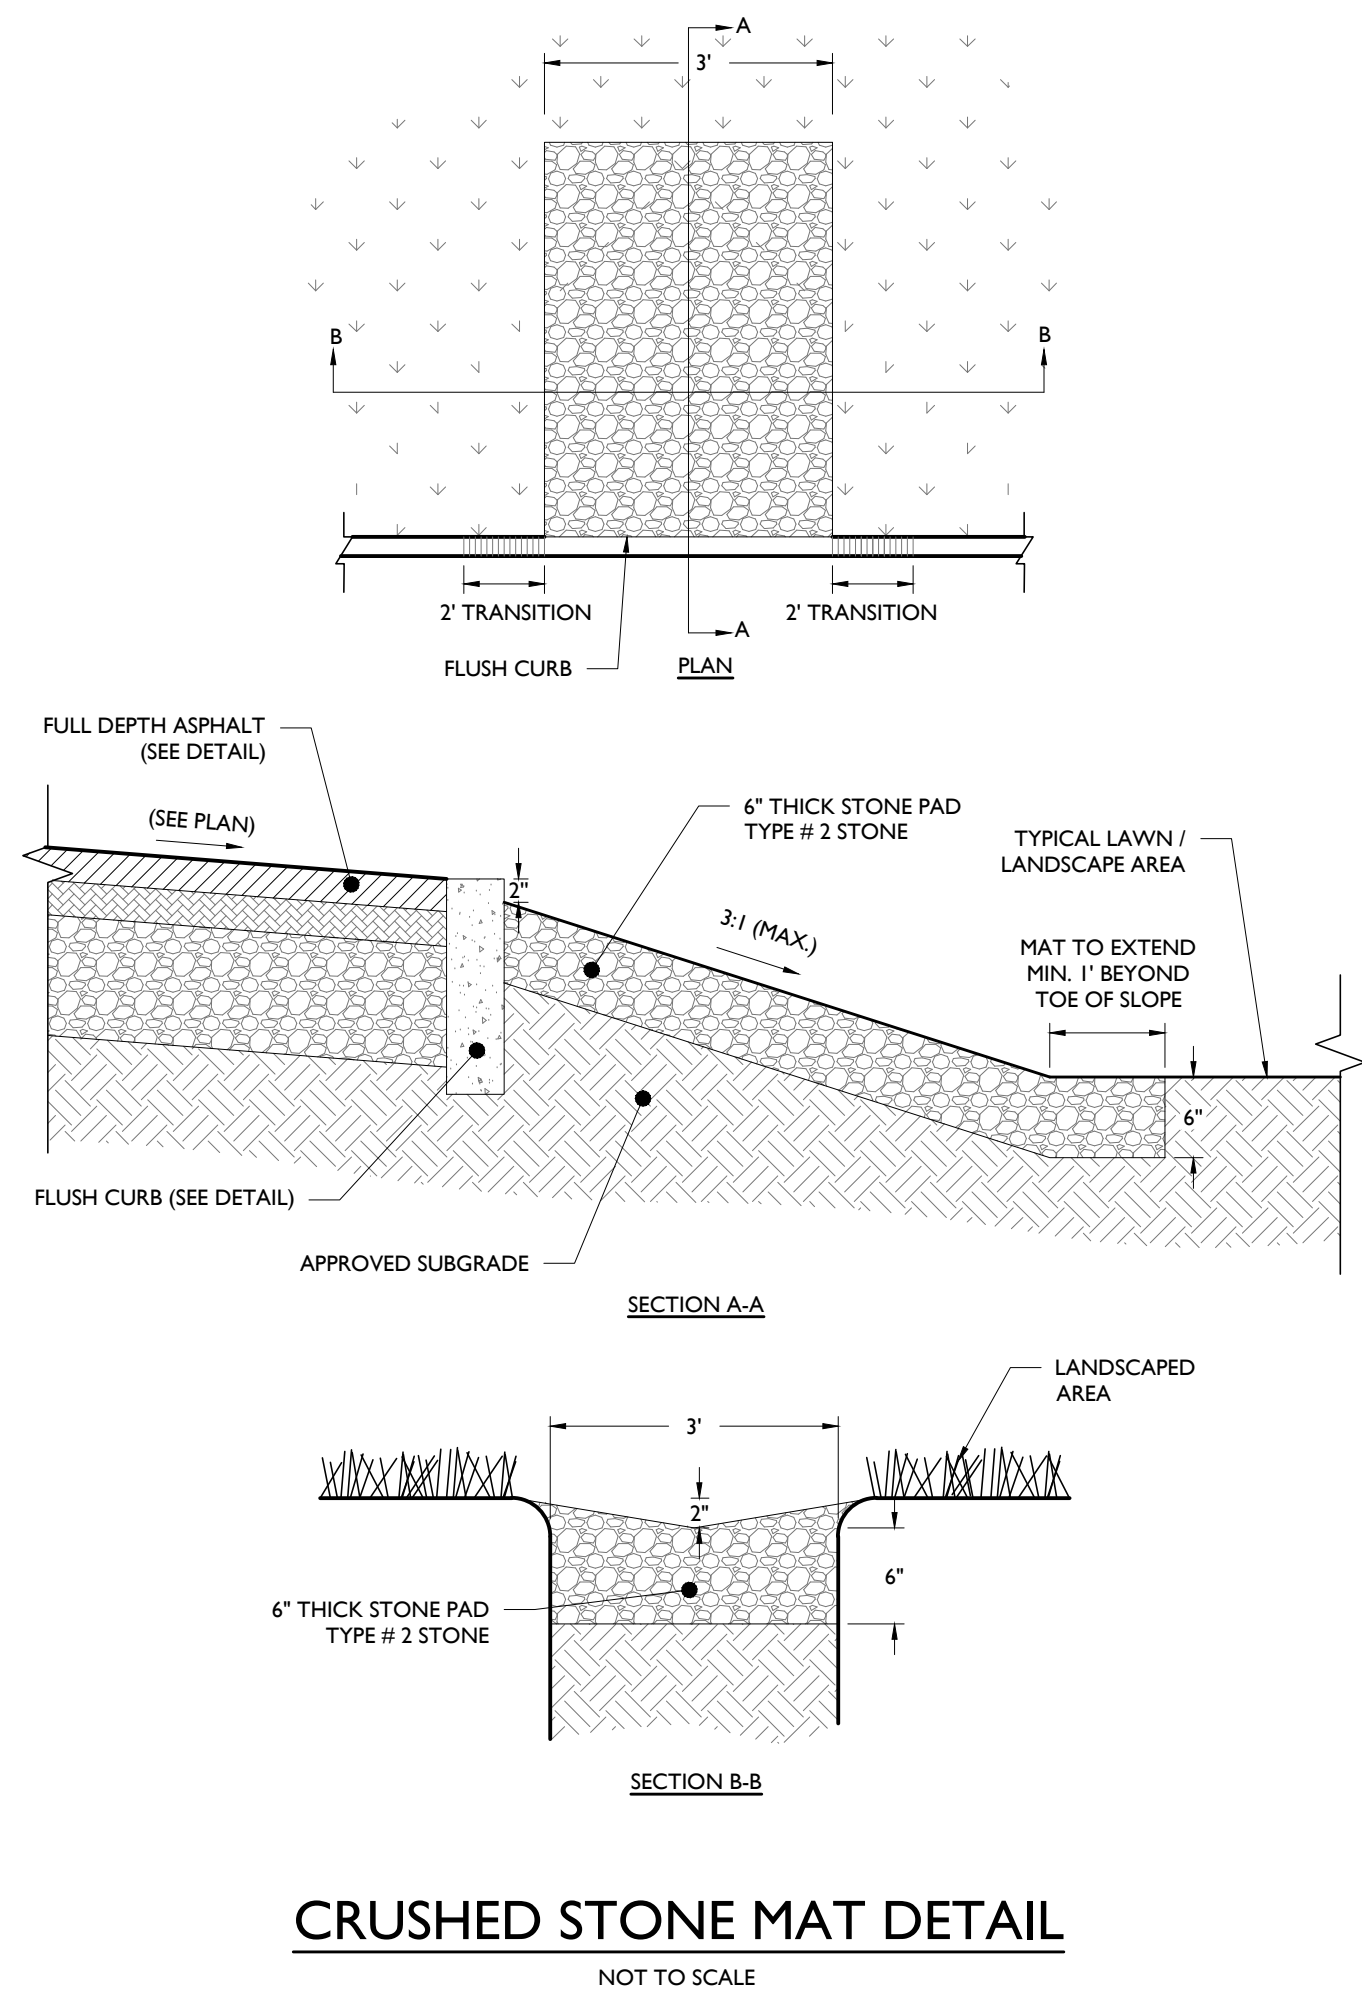 A
3'
B
B
2' TRANSITION
2' TRANSITION
A
FLUSH CURB
PLAN
FULL DEPTH ASPHALT
(SEE DETAIL)
(SEE PLAN)
6" THICK STONE PAD
TYPE # 2 STONE
TYPICAL LAWN /
LANDSCAPE AREA
2"
3:1 (MAX.)
MAT TO EXTEND
MIN. 1' BEYOND
TOE OF SLOPE
6"
FLUSH CURB (SEE DETAIL)
APPROVED SUBGRADE
SECTION A-A
LANDSCAPED
AREA
3'
2"
6"
6" THICK STONE PAD
TYPE # 2 STONE
SECTION B-B
CRUSHED STONE MAT DETAIL
NOT TO SCALE